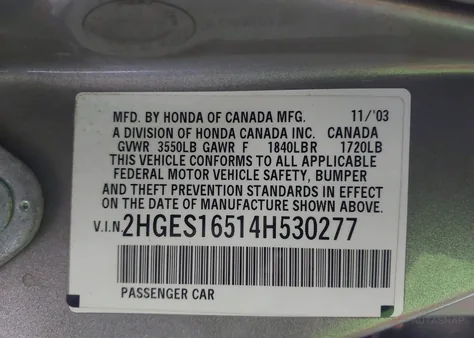 MFD. BY HONDA OF CANADA MFG. 11/'03
A DIVISION OF HONDA CANADA INC. CANADA
GVWR 3550LB GAWR F 1840LB R 1720LB
THIS VEHICLE CONFORMS TO ALL APPLICABLE
FEDERAL MOTOR VEHICLE SAFETY, BUMPER
AND THEFT PREVENTION STANDARDS IN EFFECT
ON THE DATE OF MANUFACTURE SHOWN ABOVE.
V.I.N. 2HGES16514H530277
PASSENGER CAR